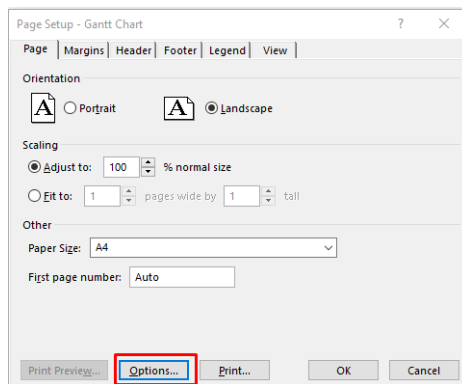 Page Setup - Gantt Chart ? ×
Page Margins Header Footer Legend View
Orientation
A Portrait A Landscape
Scaling
Adjust to: 100 % normal size
Fit to: 1 pages wide by 1 tall
Other
Paper Size: A4
First page number: Auto
Print Preview... Options... Print... OK Cancel